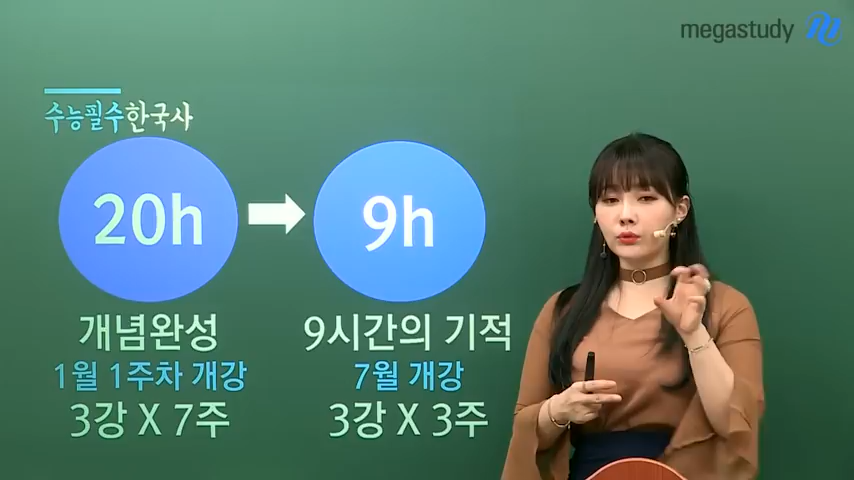 megastudy
수능필수한국사
20h
9h
개념완성
1월 1주차 개강
3강 X 7주
9시간의 기적
7월 개강
3강 X 3주